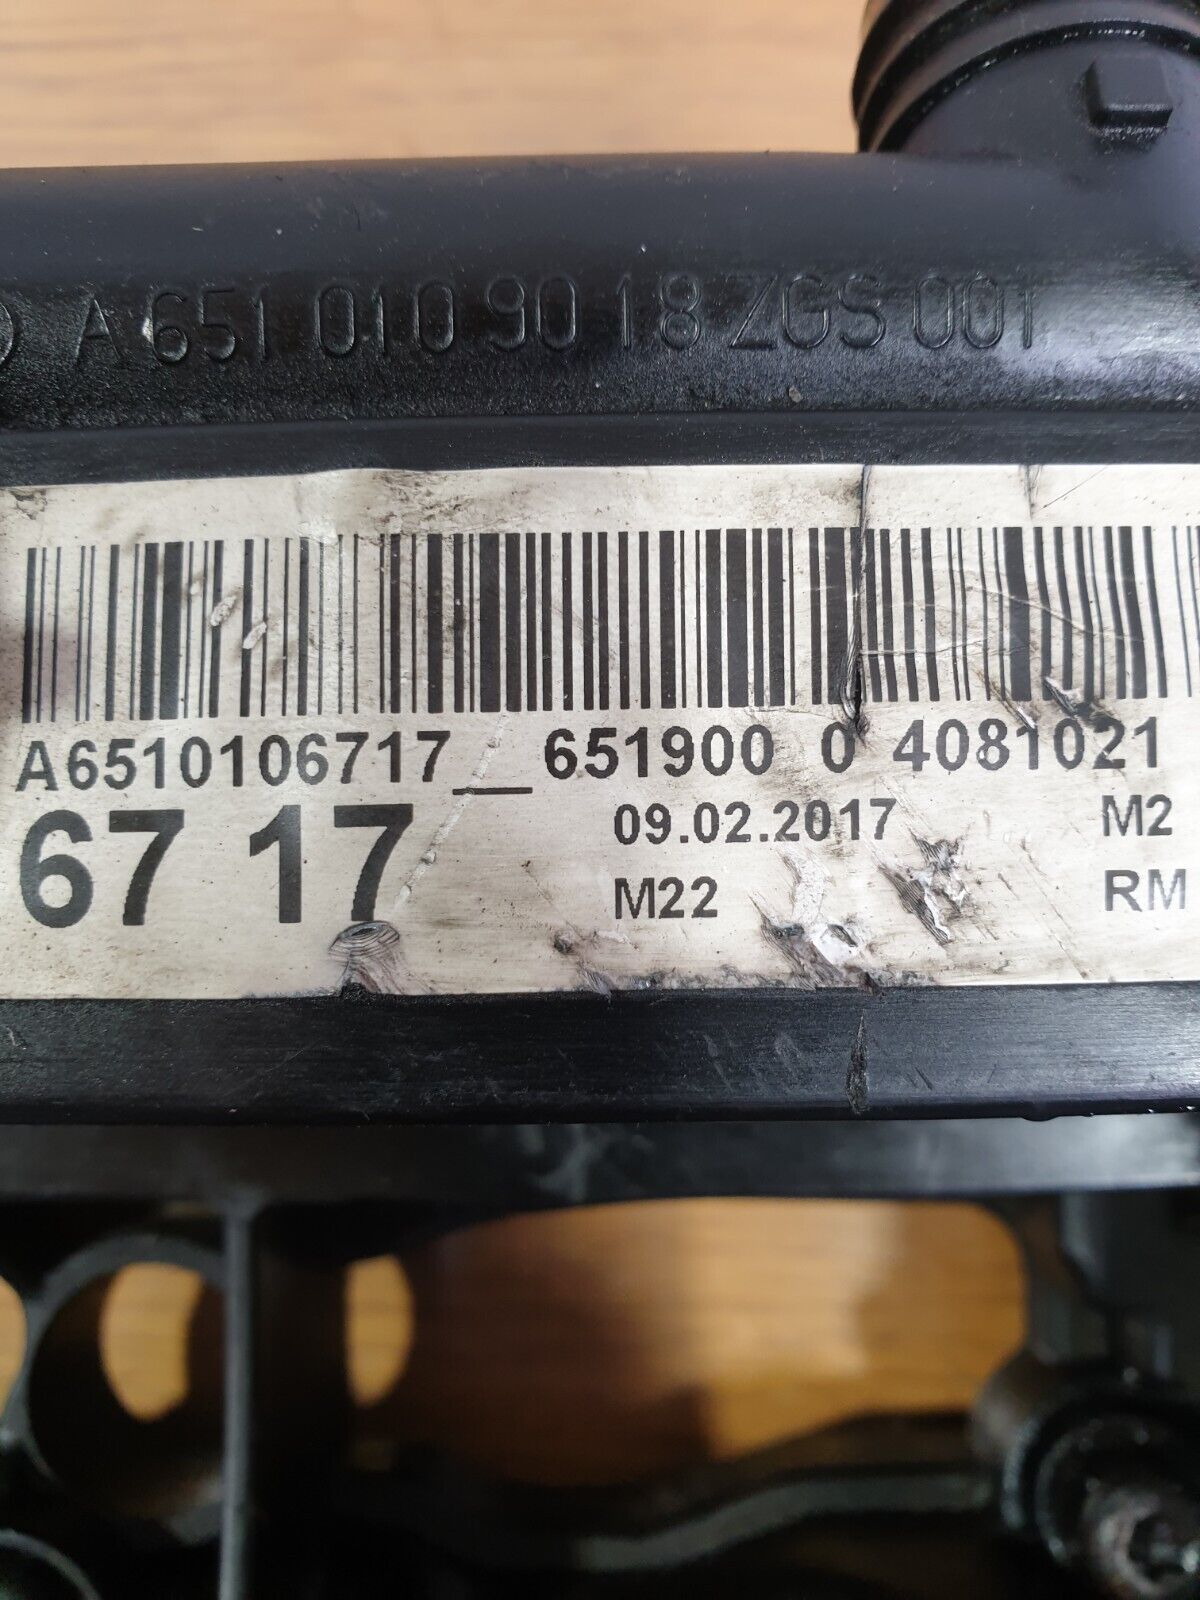 A 651 010 90 18 ZGS 001
A6510106717__651900 0 4081021
67 17 09.02.2017 M2
M22 RM